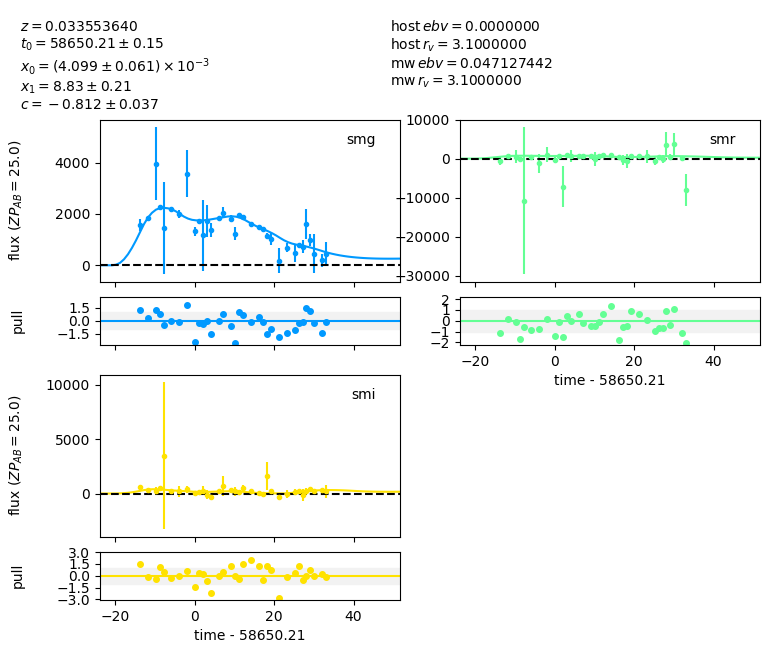 z = 0.033553640
t₀ = 58650.21 ± 0.15
x₀ = (4.099 ± 0.061) × 10⁻³
x₁ = 8.83 ± 0.21
c = −0.812 ± 0.037
host ebv = 0.0000000
host r_v = 3.1000000
mw ebv = 0.047127442
mw r_v = 3.1000000
smg
flux (ZP_AB = 25.0)
4000
2000
0
pull
1.5
0.0
−1.5
smr
10000
0
−10000
−20000
−30000
2
1
0
−1
−2
−20 0 20 40
time - 58650.21
smi
flux (ZP_AB = 25.0)
10000
5000
0
pull
3.0
1.5
0.0
−1.5
−3.0
−20 0 20 40
time - 58650.21